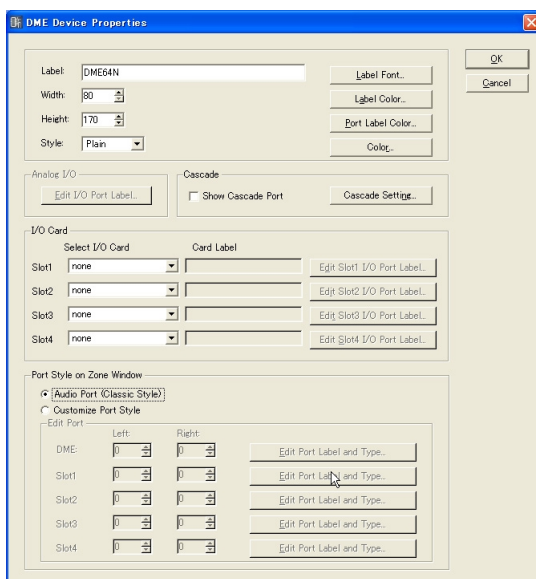 DME Device Properties
OK
Cancel
Label: DME64N
Label Font...
Width: 80
Label Color...
Height: 170
Port Label Color...
Style: Plain
Color...
Analog I/O
Edit I/O Port Label...
Cascade
Show Cascade Port
Cascade Setting...
I/O Card
Select I/O Card Card Label
Slot1 none Edit Slot1 I/O Port Label...
Slot2 none Edit Slot2 I/O Port Label...
Slot3 none Edit Slot3 I/O Port Label...
Slot4 none Edit Slot4 I/O Port Label...
Port Style on Zone Window
Audio Port (Classic Style)
Customize Port Style
Edit Port
Left: Right:
DME: 0 0 Edit Port Label and Type...
Slot1 0 0 Edit Port Label and Type...
Slot2 0 0 Edit Port Label and Type...
Slot3 0 0 Edit Port Label and Type...
Slot4 0 0 Edit Port Label and Type...